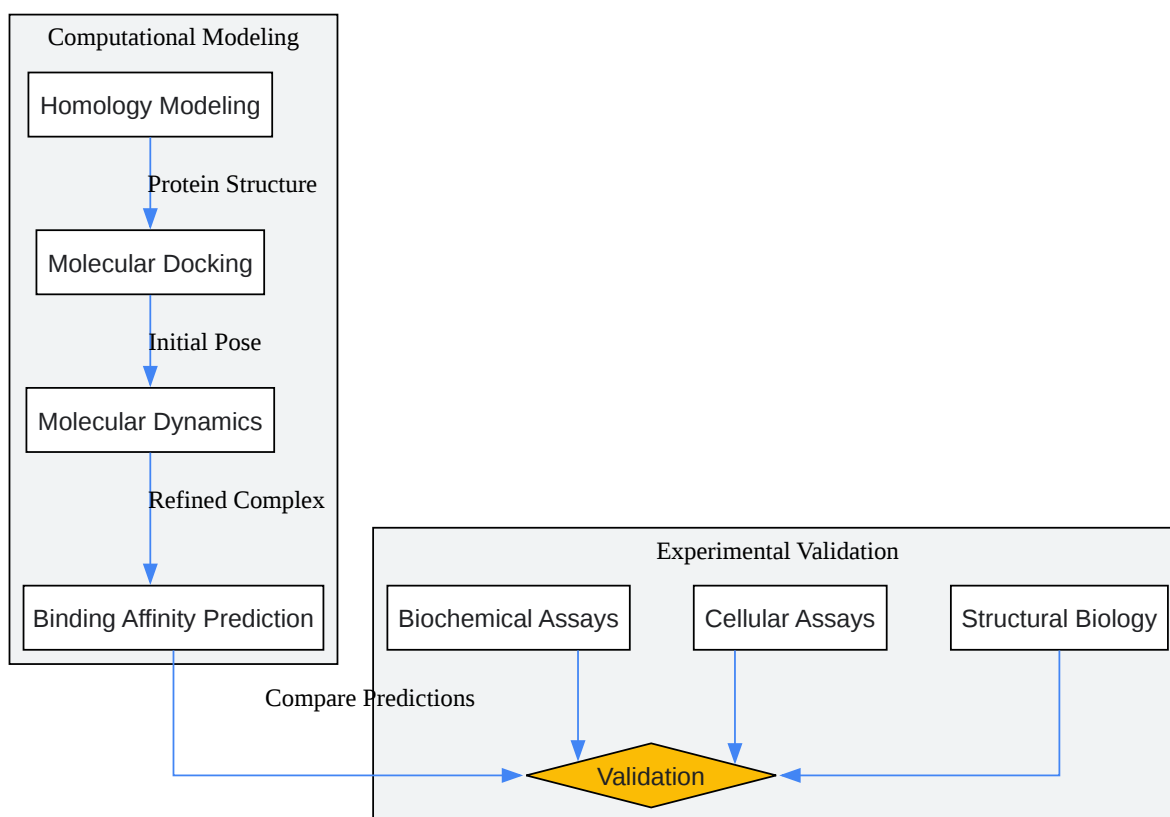 Computational Modeling
Homology Modeling
Protein Structure
Molecular Docking
Initial Pose
Molecular Dynamics
Refined Complex
Binding Affinity Prediction
Compare Predictions
Experimental Validation
Biochemical Assays
Cellular Assays
Structural Biology
Validation